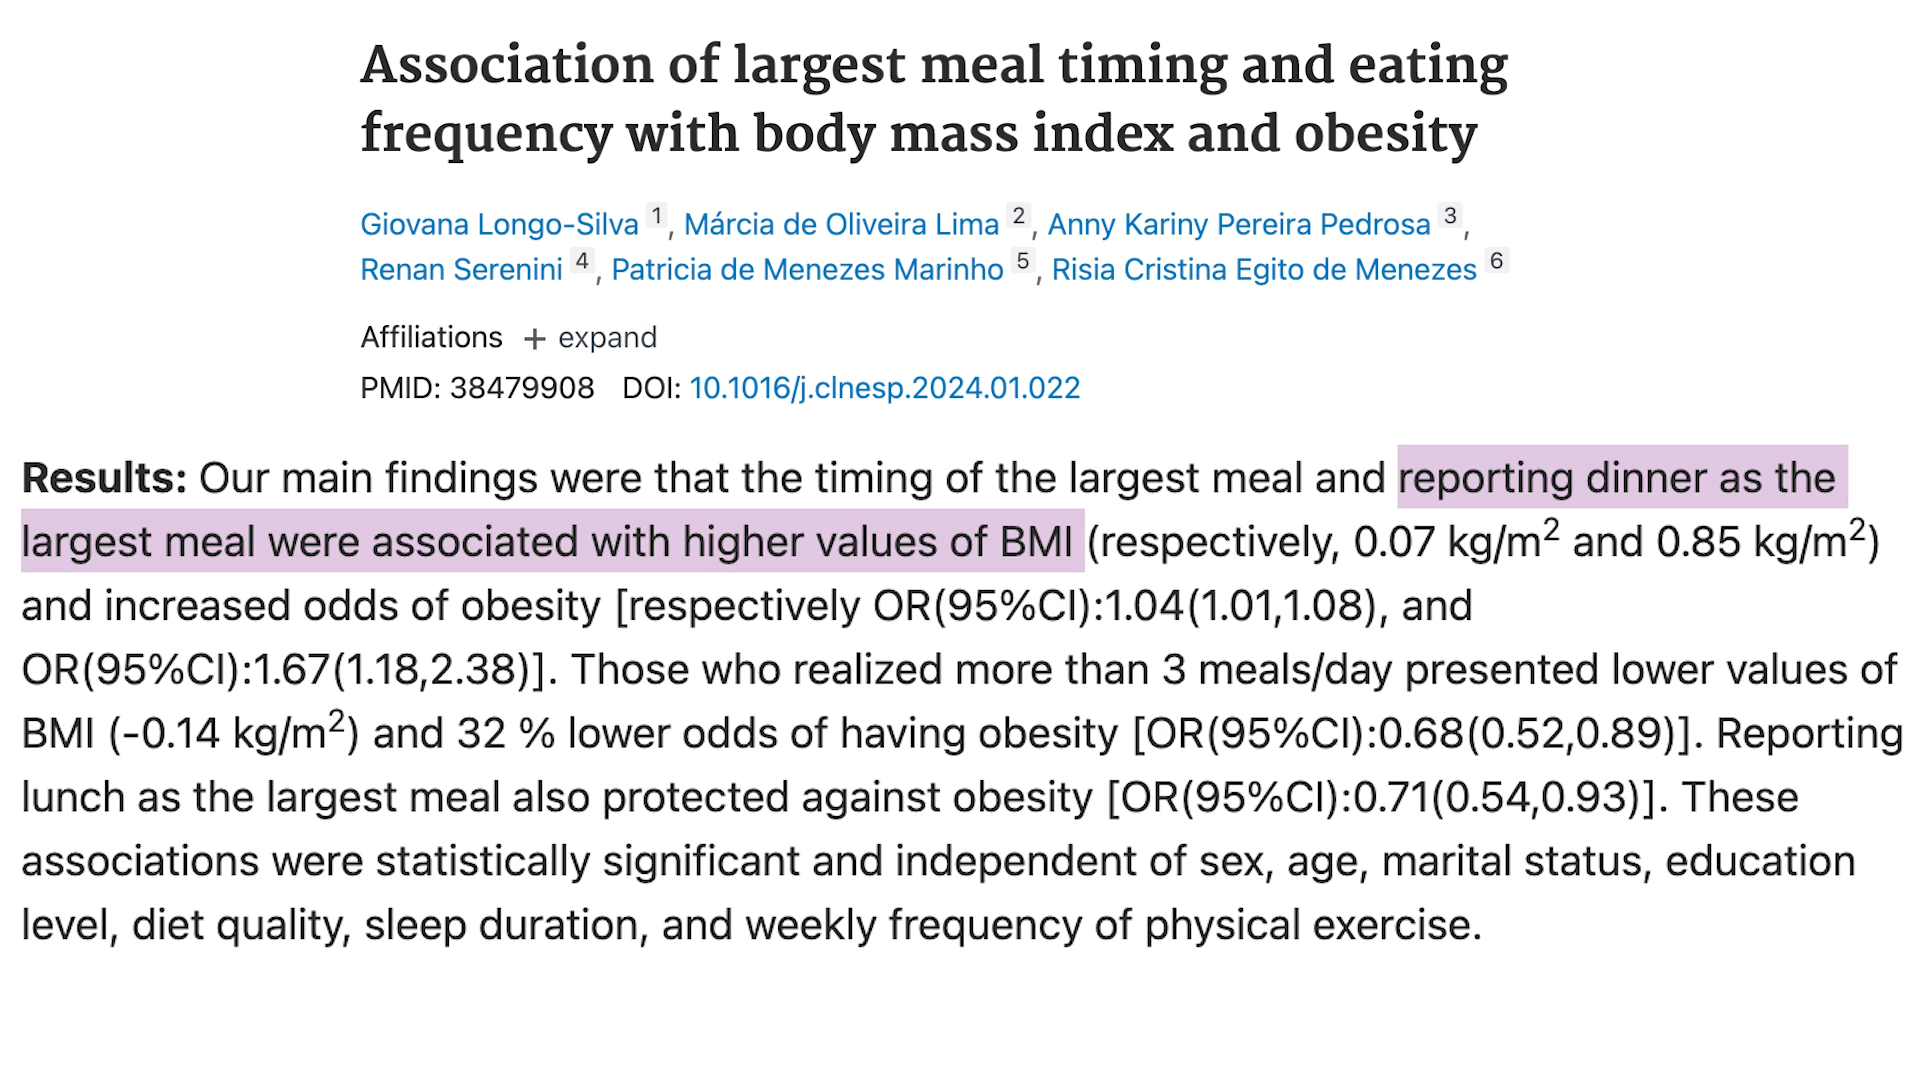 Association of largest meal timing and eating
frequency with body mass index and obesity
Giovana Longo-Silva 1, Márcia de Oliveira Lima 2, Anny Kariny Pereira Pedrosa 3,
Renan Serenini 4, Patricia de Menezes Marinho 5, Risia Cristina Egito de Menezes 6
Affiliations + expand
PMID: 38479908 DOI: 10.1016/j.clnesp.2024.01.022
Results: Our main findings were that the timing of the largest meal and reporting dinner as the
largest meal were associated with higher values of BMI (respectively, 0.07 kg/m² and 0.85 kg/m²)
and increased odds of obesity [respectively OR(95%CI):1.04(1.01,1.08), and
OR(95%CI):1.67(1.18,2.38)]. Those who realized more than 3 meals/day presented lower values of
BMI (-0.14 kg/m²) and 32 % lower odds of having obesity [OR(95%CI):0.68(0.52,0.89)]. Reporting
lunch as the largest meal also protected against obesity [OR(95%CI):0.71(0.54,0.93)]. These
associations were statistically significant and independent of sex, age, marital status, education
level, diet quality, sleep duration, and weekly frequency of physical exercise.